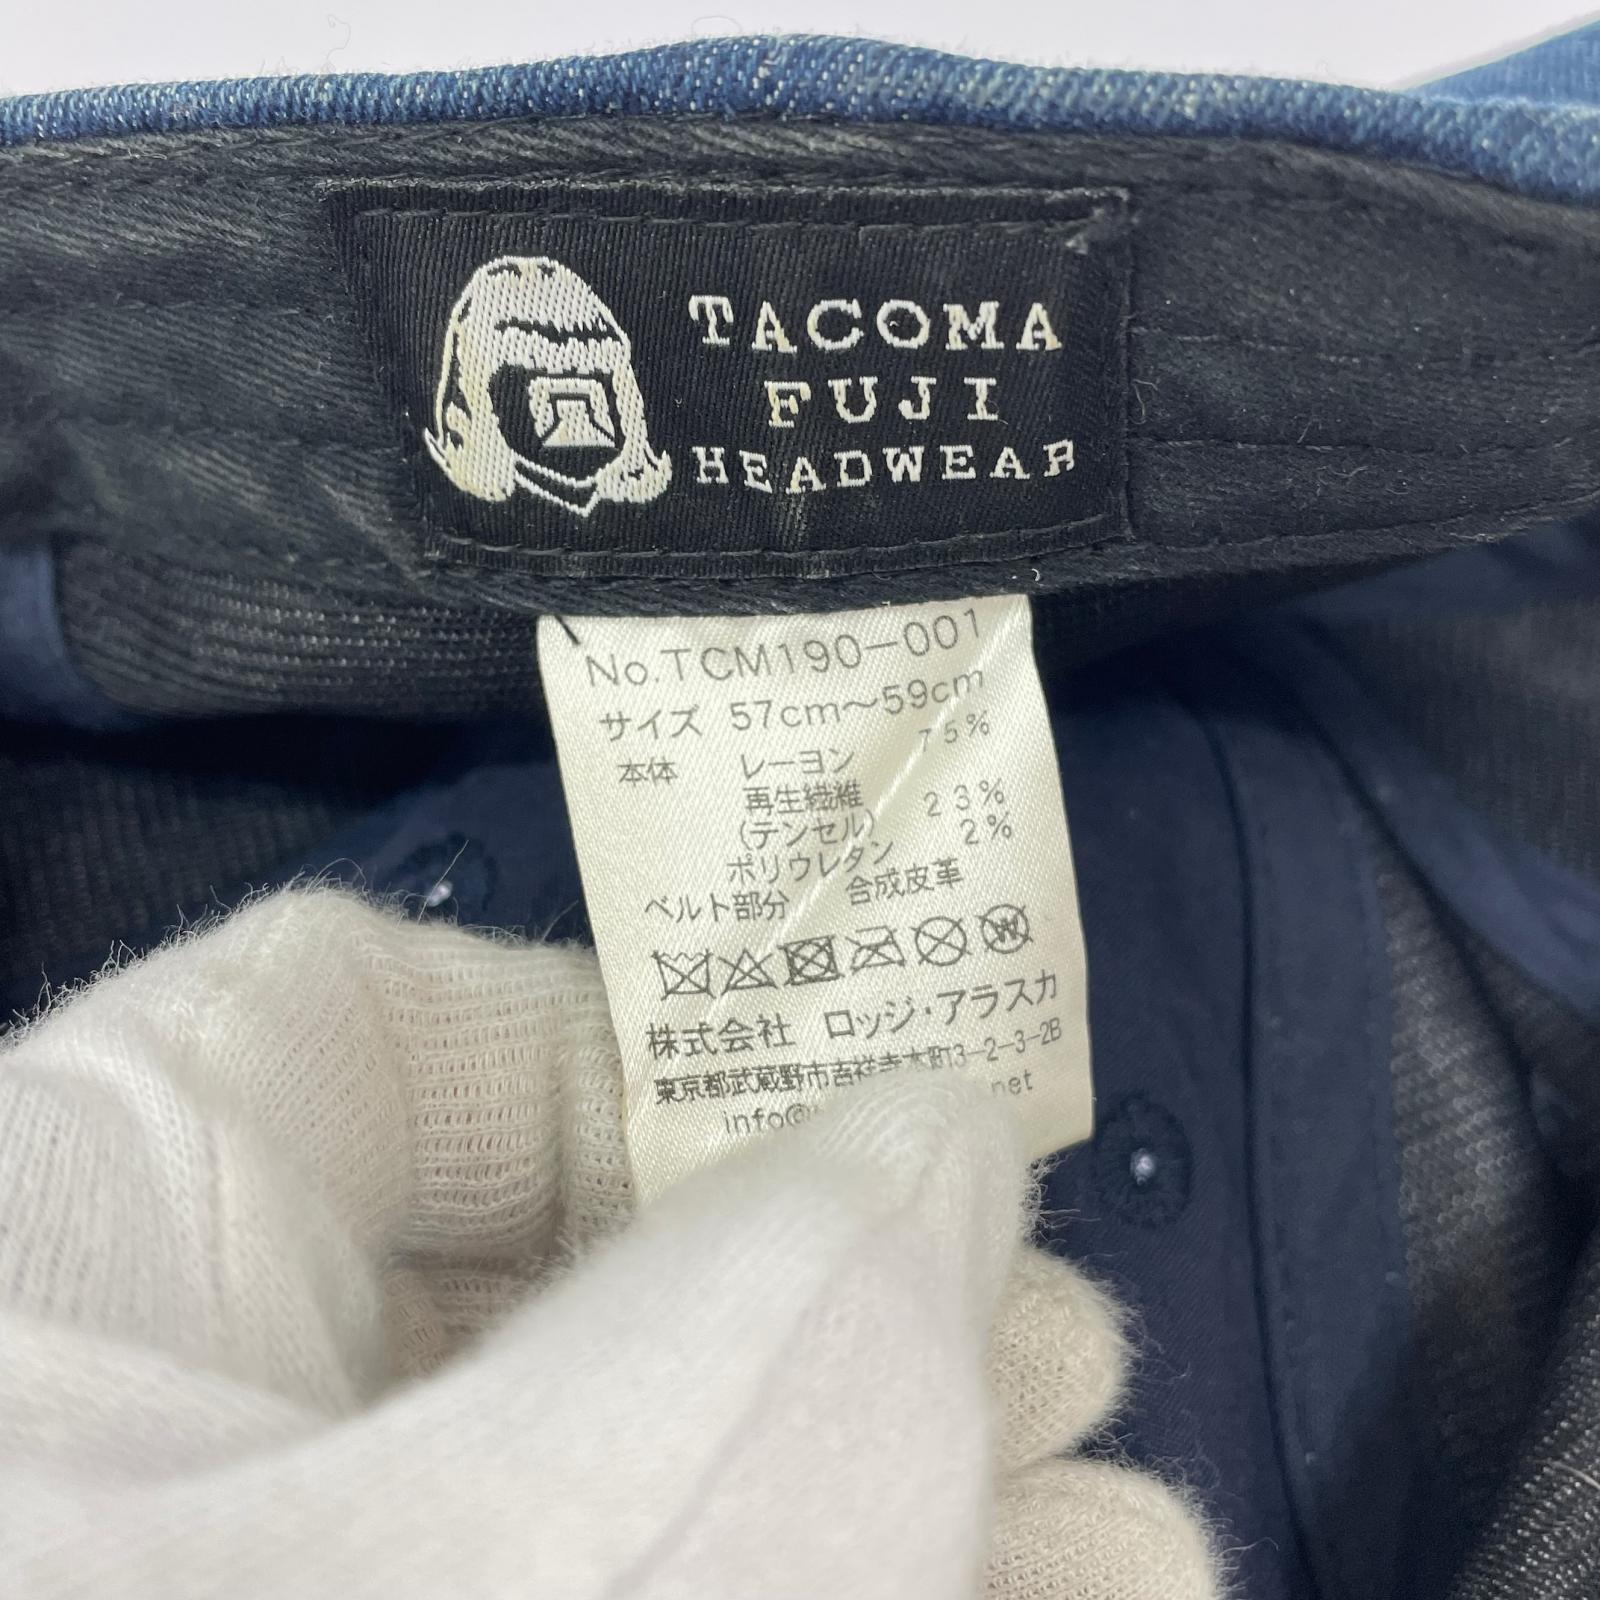 TACOMA
FUJI
HEADWEAR
No.TCM190-001
サイズ 57cm～59cm
本体 レーヨン 75%
再生繊維 23%
(テンセル) 2%
ポリウレタン
ベルト部分 合成皮革
株式会社 ロッジ・アラスカ
東京都武蔵野市吉祥寺本町3-2-3-2B
info@ .net